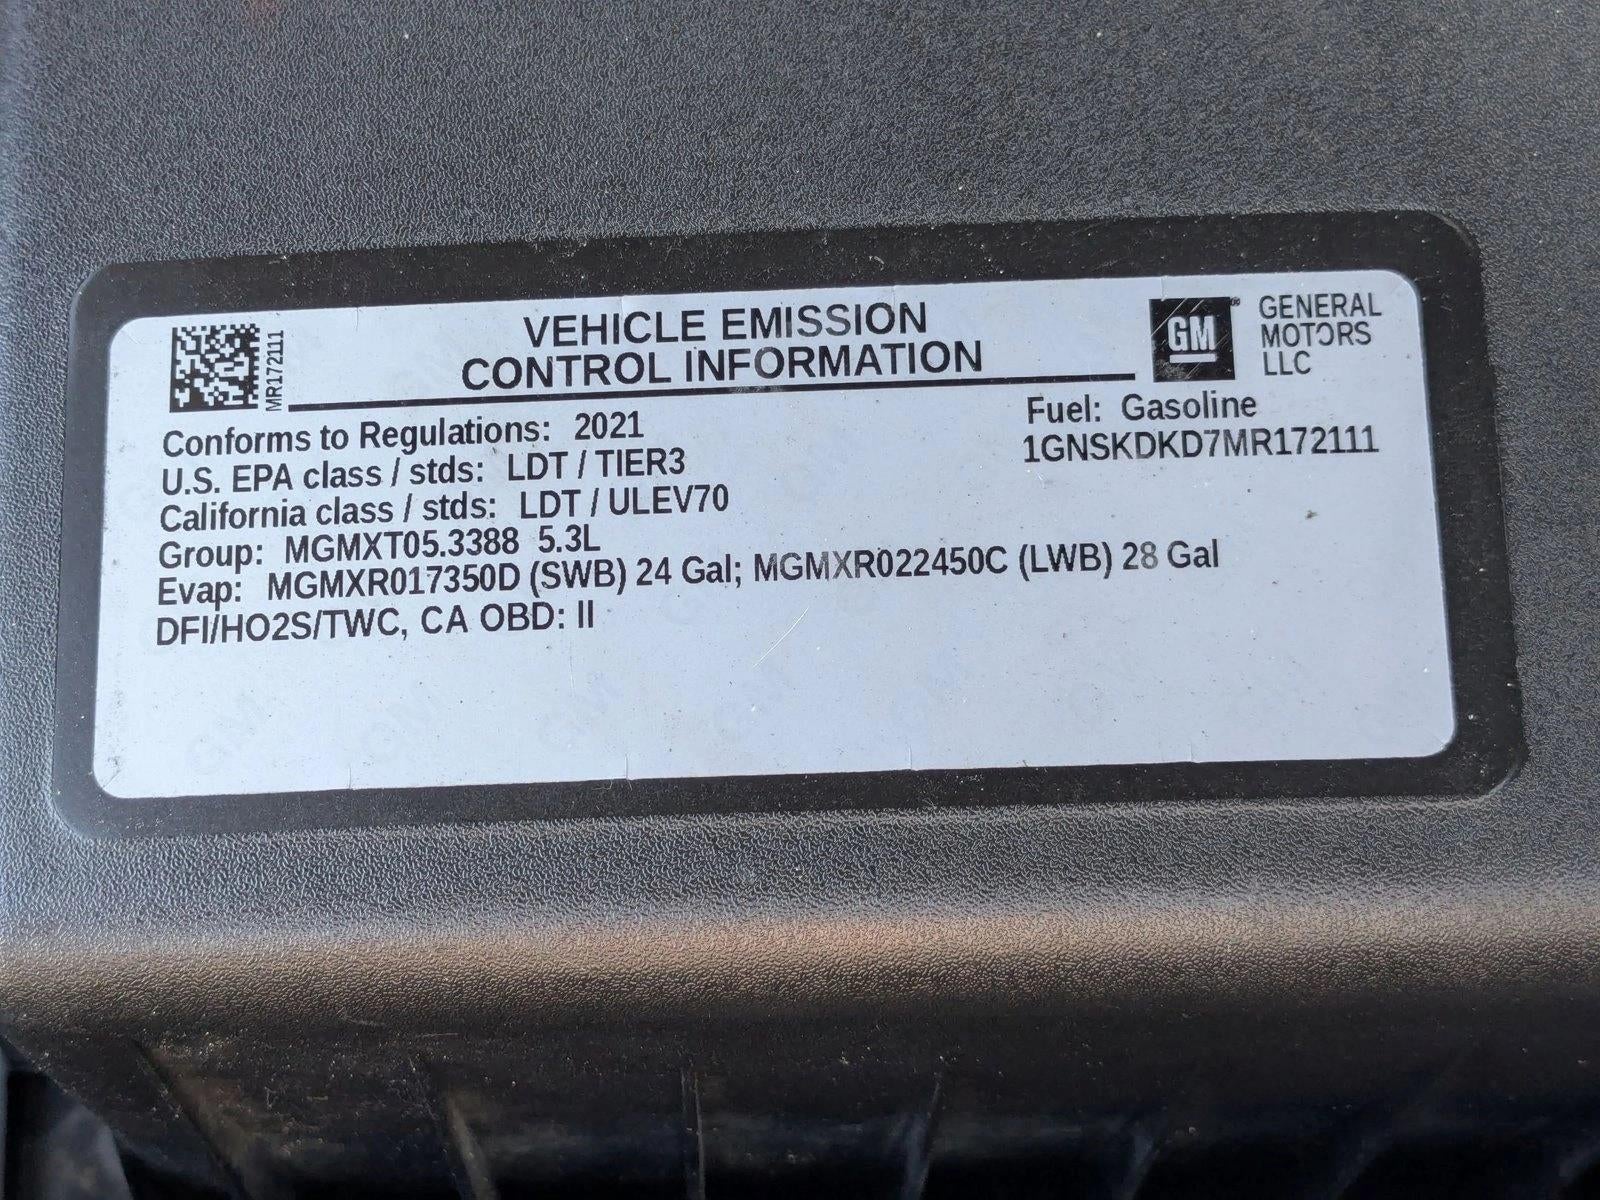 MR172111
VEHICLE EMISSION
CONTROL INFORMATION
GM
GENERAL
MOTORS
LLC
Conforms to Regulations: 2021
Fuel: Gasoline
U.S. EPA class / stds: LDT / TIER3
1GNSKDKD7MR172111
California class / stds: LDT / ULEV70
Group: MGMXT05.3388 5.3L
Evap: MGMXR017350D (SWB) 24 Gal; MGMXR022450C (LWB) 28 Gal
DFI/HO2S/TWC, CA OBD: II